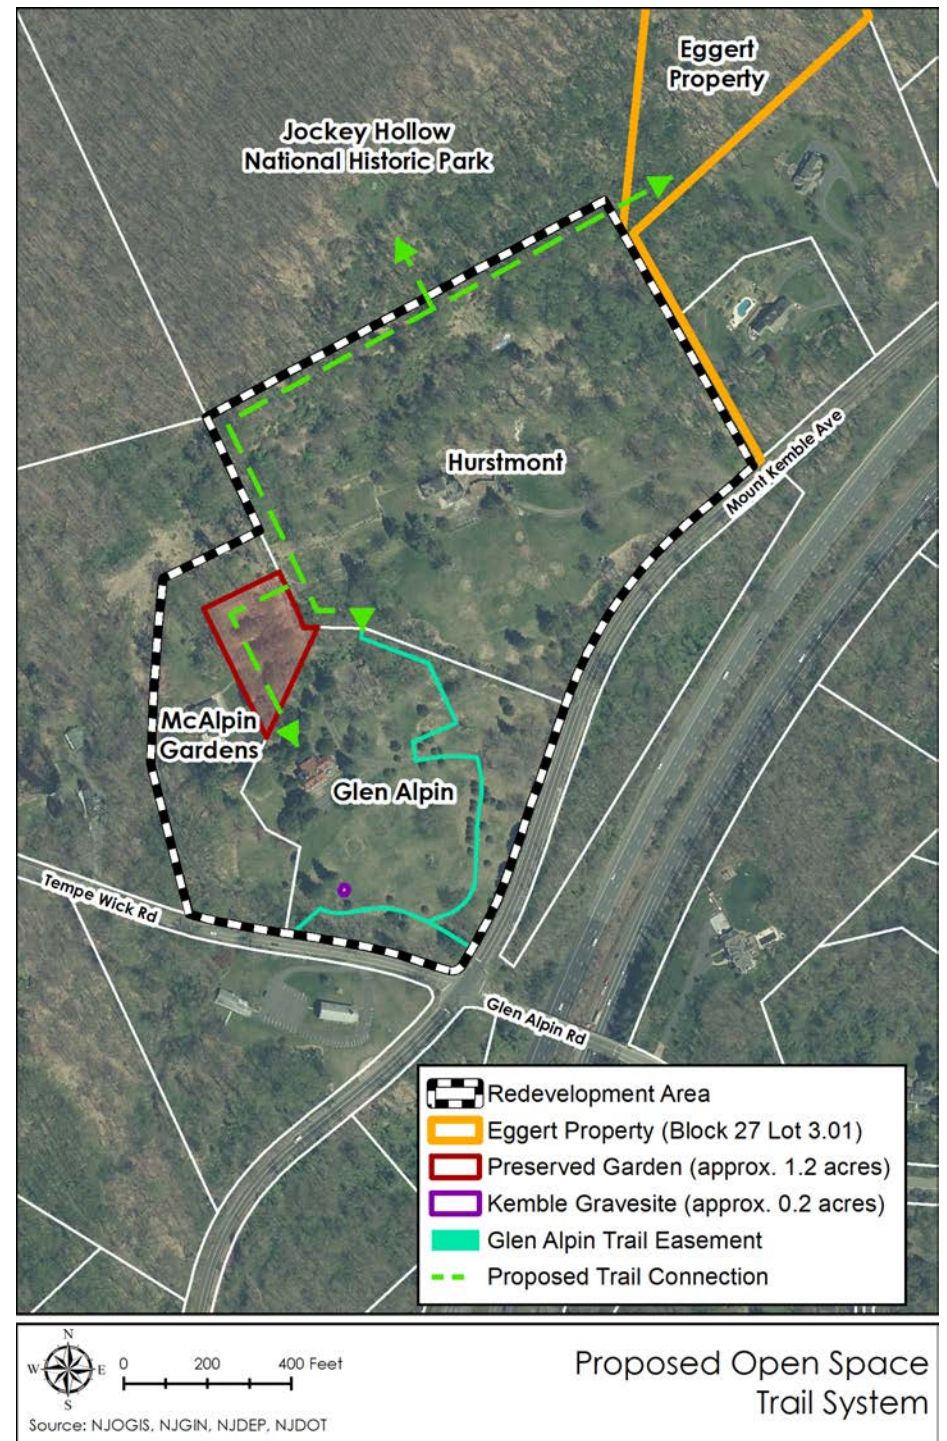 Eggert
Property
Jockey Hollow
National Historic Park
Hurstmont
Mount Kemble Ave
McAlpin
Gardens
Glen Alpin
Tempe Wick Rd
Glen Alpin Rd
Redevelopment Area
Eggert Property (Block 27 Lot 3.01)
Preserved Garden (approx. 1.2 acres)
Kemble Gravesite (approx. 0.2 acres)
Glen Alpin Trail Easement
Proposed Trail Connection
N
W E
S
0 200 400 Feet
Source: NJOGIS, NJGIN, NJDEP, NJDOT
Proposed Open Space
Trail System